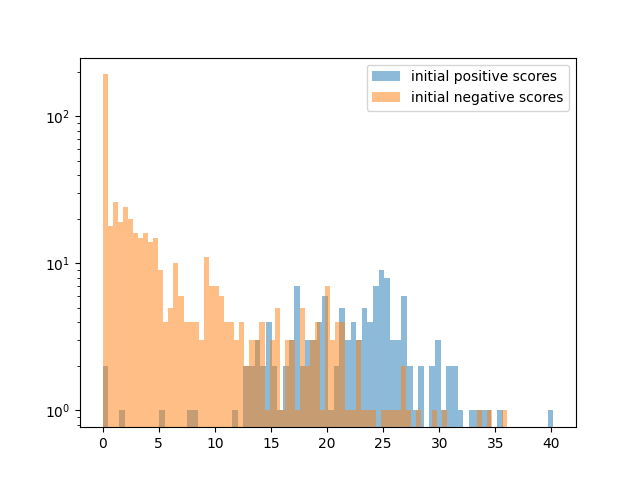 initial positive scores
initial negative scores
10²
10¹
10⁰
0 5 10 15 20 25 30 35 40